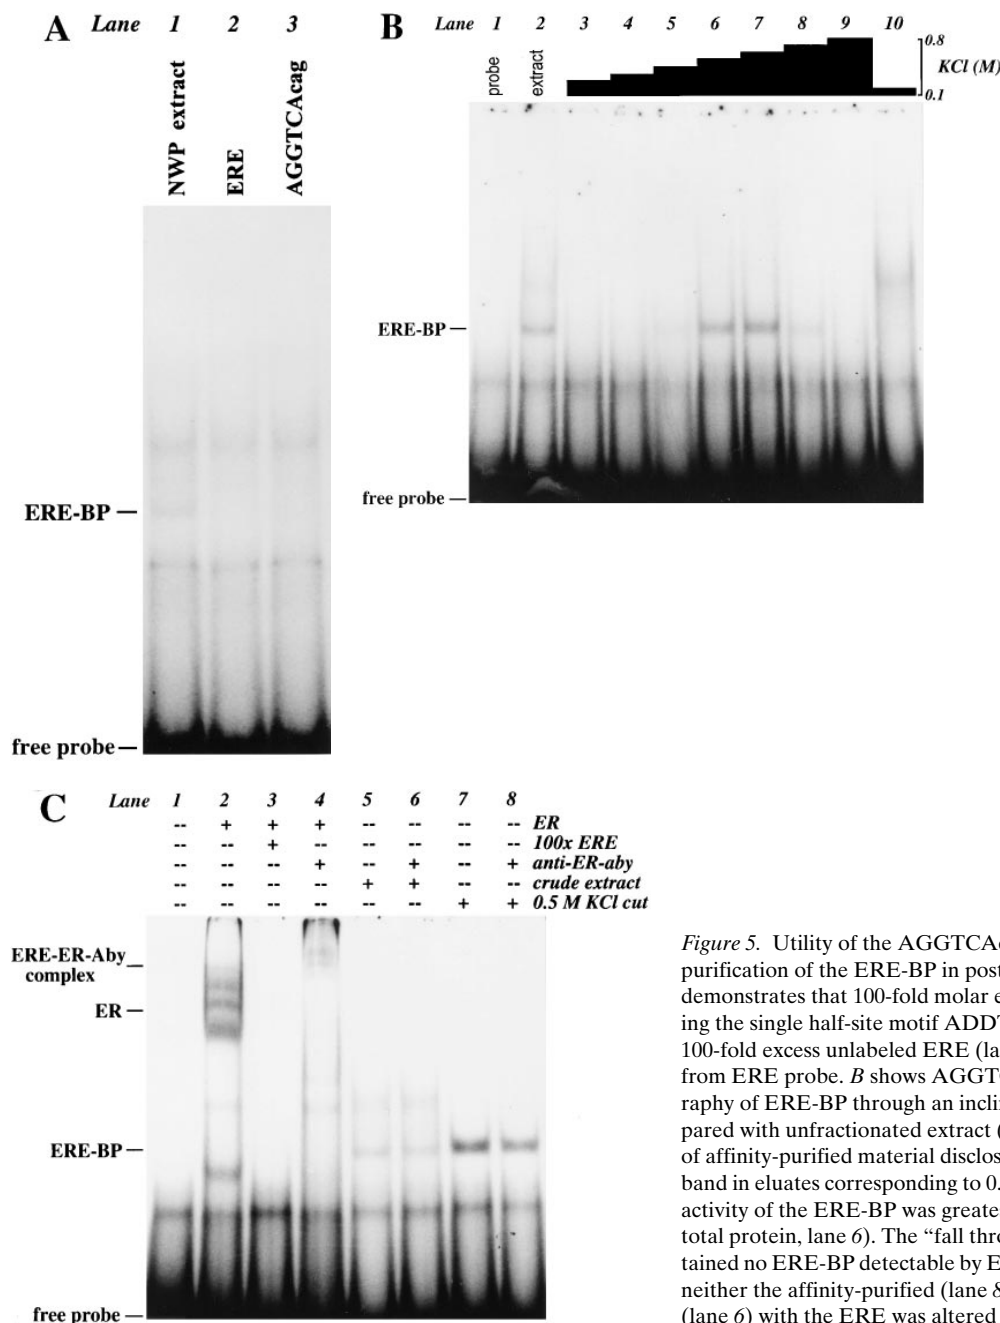 A Lane 1 2 3
NWP extract
ERE
AGGTCAcag
ERE-BP
free probe
B Lane 1 2 3 4 5 6 7 8 9 10
probe
extract
0.8
KCl (M)
0.1
ERE-BP
free probe
C Lane 1 2 3 4 5 6 7 8
-- + + + -- -- -- -- ER
-- -- + -- -- -- -- -- 100x ERE
-- -- -- + -- + -- + anti-ER-aby
-- -- -- -- + + -- -- crude extract
-- -- -- -- -- -- + + 0.5 M KCl cut
ERE-ER-Aby
complex
ER
ERE-BP
free probe
Figure 5. Utility of the AGGTCA
purification of the ERE-BP in post
demonstrates that 100-fold molar e
ing the single half-site motif ADDT
100-fold excess unlabeled ERE (la
from ERE probe. B shows AGGT
raphy of ERE-BP through an incli
pared with unfractionated extract (
of affinity-purified material disclos
band in eluates corresponding to 0.
activity of the ERE-BP was greate
total protein, lane 6). The “fall thro
tained no ERE-BP detectable by E
neither the affinity-purified (lane 8
(lane 6) with the ERE was altered